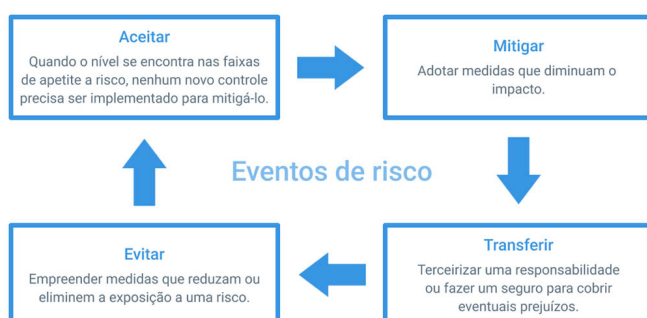 Aceitar
Quando o nível se encontra nas faixas
de apetite a risco, nenhum novo controle
precisa ser implementado para mitigá-lo.
Mitigar
Adotar medidas que diminuam o
impacto.
Eventos de risco
Evitar
Empreender medidas que reduzam ou
eliminem a exposição a uma risco.
Transferir
Terceirizar uma responsabilidade
ou fazer um seguro para cobrir
eventuais prejuízos.